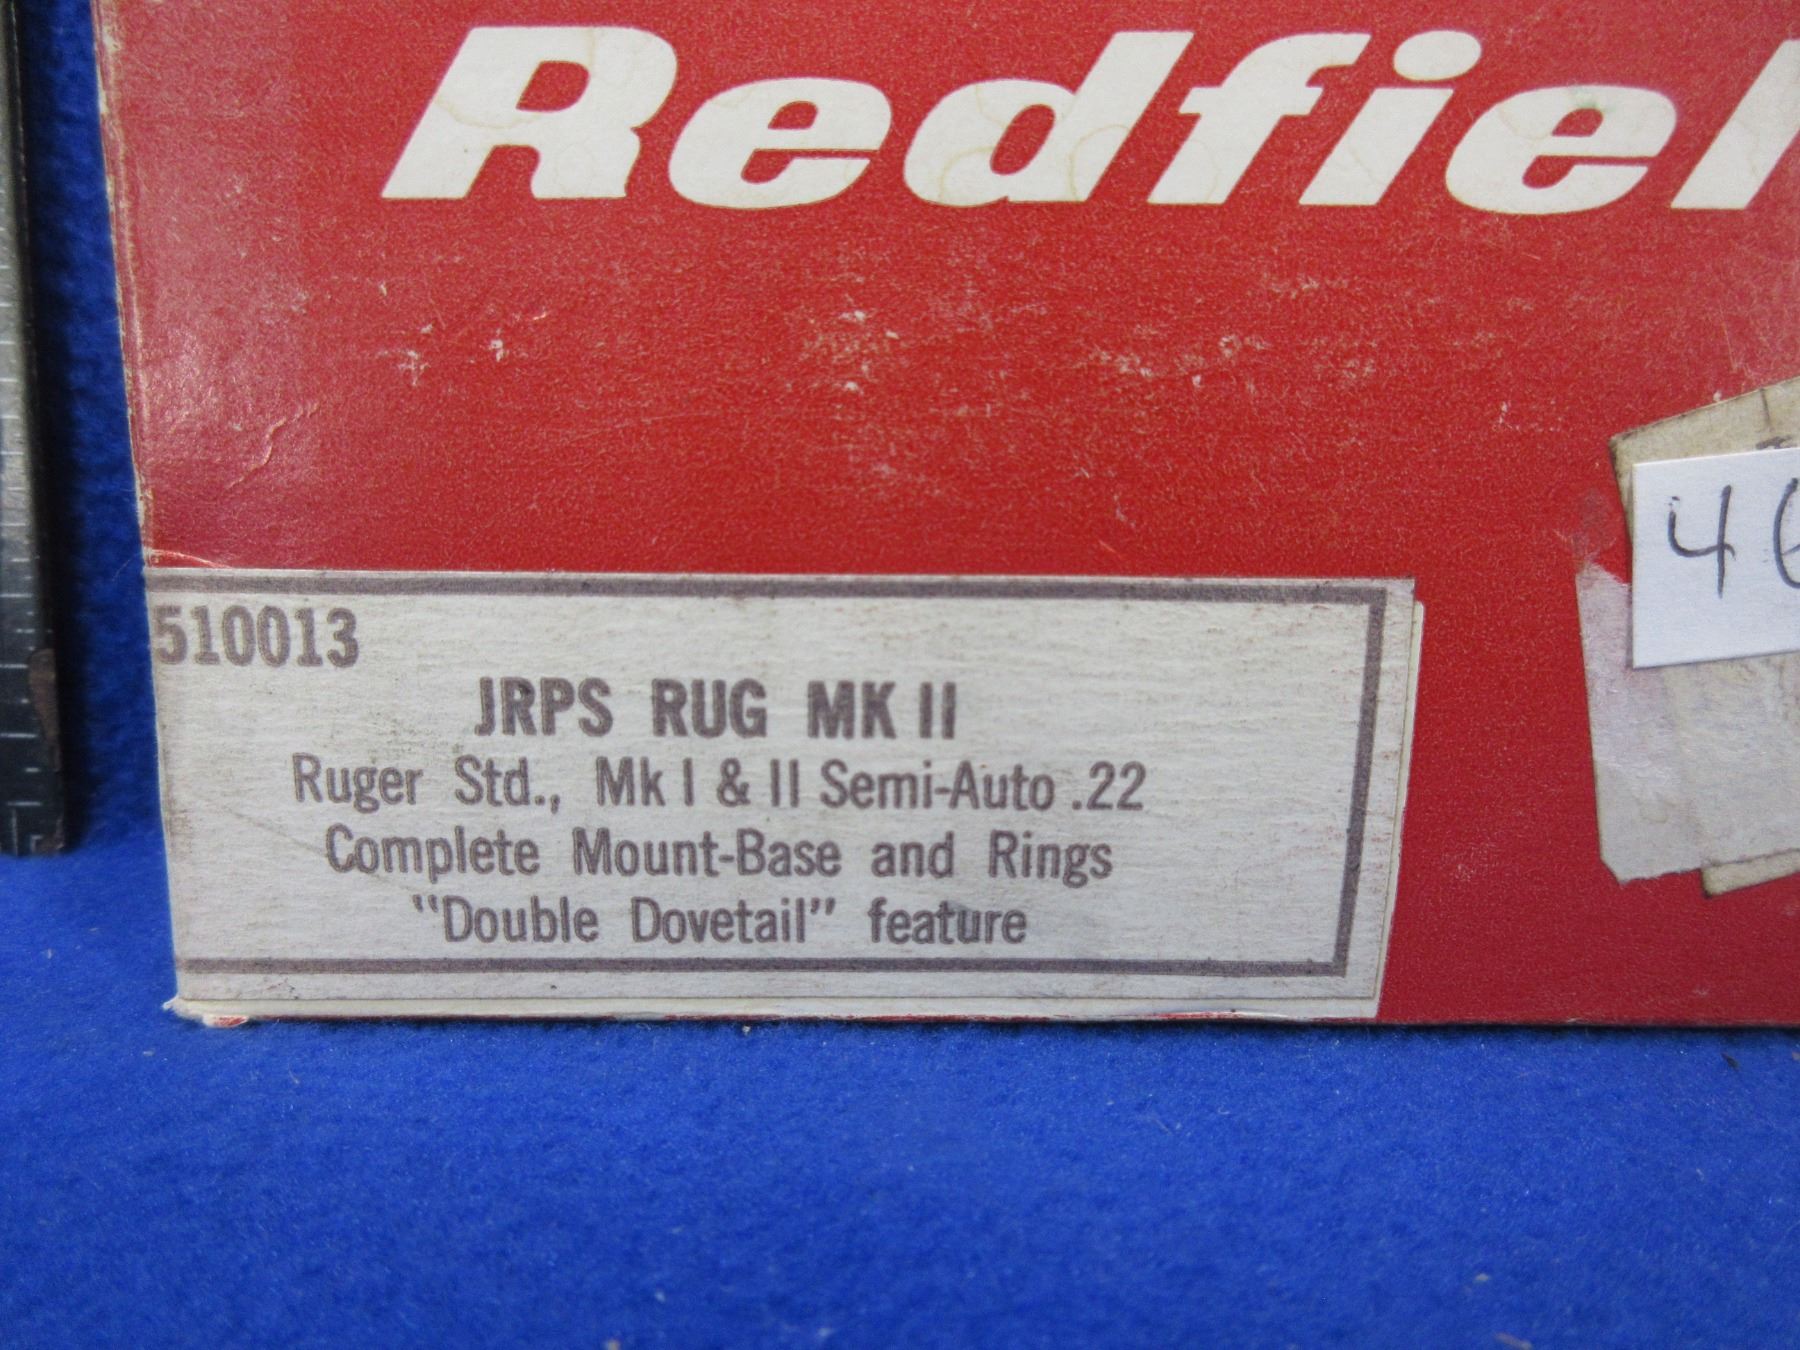 Redfiel
46
510013
JRPS RUG MK II
Ruger Std., Mk I & II Semi-Auto .22
Complete Mount-Base and Rings
"Double Dovetail" feature